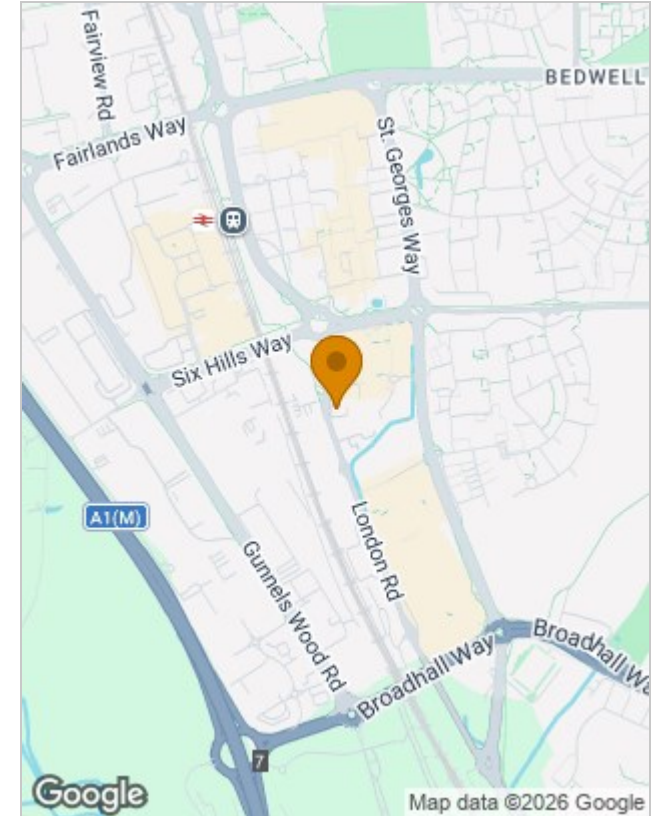 Fairview Rd
BEDWELL
Fairlands Way
St. Georges Way
Six Hills Way
A1(M)
London Rd
Gunnels Wood Rd
Broadhall Way
Broadhall Wa
7
Google
Map data ©2026 Google